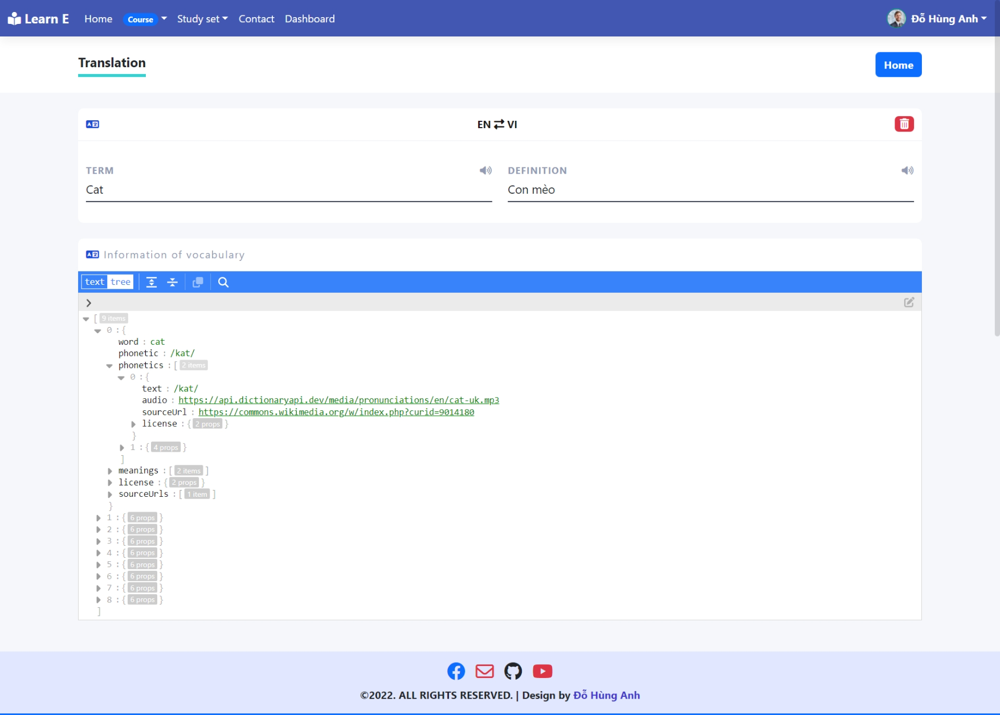 Learn E Home Course Study set Contact Dashboard Đỗ Hùng Anh
Translation
Home
EN VI
TERM
Cat
DEFINITION
Con mèo
Information of vocabulary
text tree
[ 9 items
0 : {
word : cat
phonetic : /kat/
phonetics : [ 2 items
0 : {
text : /kat/
audio : https://api.dictionaryapi.dev/media/pronunciations/en/cat-uk.mp3
sourceUrl : https://commons.wikimedia.org/w/index.php?curid=9014180
license : { 2 props }
}
1 : { 4 props }
]
meanings : [ 2 items ]
license : { 2 props }
sourceUrls : [ 1 item ]
}
1 : { 6 props }
2 : { 6 props }
3 : { 6 props }
4 : { 6 props }
5 : { 6 props }
6 : { 6 props }
7 : { 6 props }
8 : { 6 props }
]
©2022. ALL RIGHTS RESERVED. | Design by Đỗ Hùng Anh